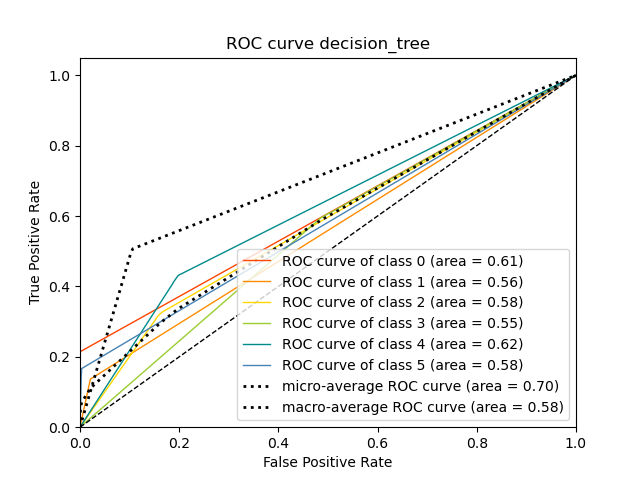 ROC curve decision_tree
True Positive Rate
1.0
0.8
0.6
0.4
0.2
0.0
ROC curve of class 0 (area = 0.61)
ROC curve of class 1 (area = 0.56)
ROC curve of class 2 (area = 0.58)
ROC curve of class 3 (area = 0.55)
ROC curve of class 4 (area = 0.62)
ROC curve of class 5 (area = 0.58)
micro-average ROC curve (area = 0.70)
macro-average ROC curve (area = 0.58)
0.0 0.2 0.4 0.6 0.8 1.0
False Positive Rate